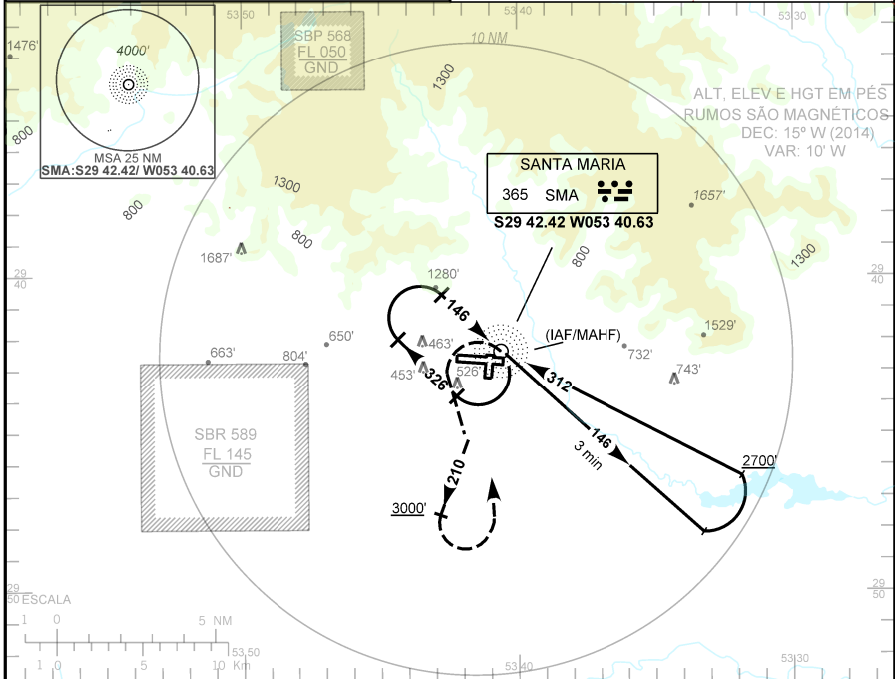 53 50
53 40
53 30
1476'
4000'
MSA 25 NM
SMA:S29 42.42/ W053 40.63
800
SBP 568
FL 050
GND
10 NM
1300
ALT, ELEV E HGT EM PÉS
RUMOS SÃO MAGNÉTICOS
DEC: 15º W (2014)
VAR: 10' W
SANTA MARIA
365 SMA
S29 42.42 W053 40.63
1300
800
800
1657'
1687'
800
1300
29
40
29
40
1280'
146
(IAF/MAHF)
1529'
650'
663'
804'
463'
453'
526'
732'
743'
326
312
SBR 589
FL 145
GND
146
3 min
2700'
210
3000'
29
50
29
50
ESCALA
1 0 5 NM
1 0 5 10 Km
53 50
53 40
53 30